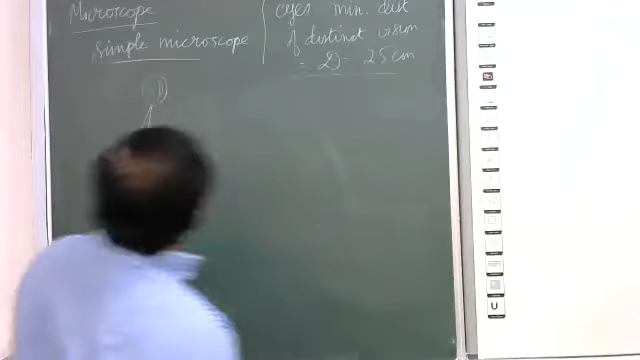 Microscope
simple microscope
eyes min. dist
of distinct vision
= D = 25 cm